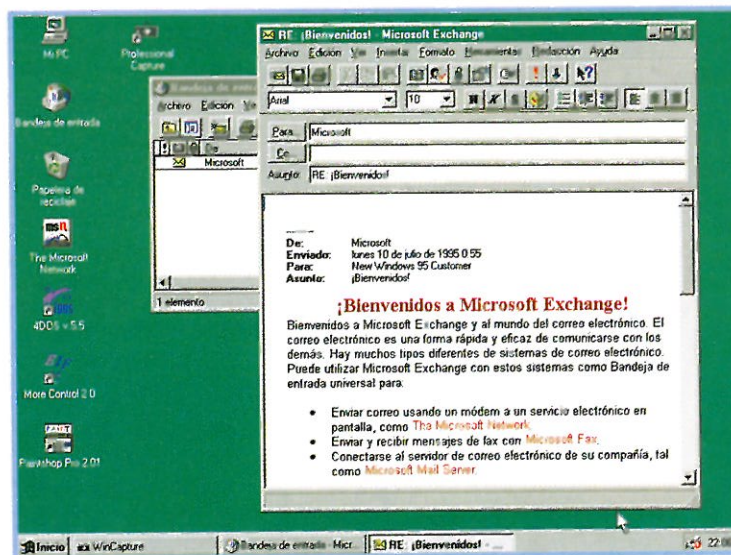 Mi PC
Professional
Capture
Bandeja de entrada
Papelera de
reciclaje
msn
The Microsoft
Network
4DOS v 5.5
More Control 2.0
Paintshop Pro 2.01
Bandeja de
Archivo Edición Ver
De
Microsoft
1 elemento
RE: ¡Bienvenidos! - Microsoft Exchange
Archivo Edición Ver Insertar Formato Herramientas Redacción Ayuda
Arial 10
Para... Microsoft
Cc...
Asunto: RE: ¡Bienvenidos!
De: Microsoft
Enviado: lunes 10 de julio de 1995 0:55
Para: New Windows 95 Customer
Asunto: ¡Bienvenidos!
¡Bienvenidos a Microsoft Exchange!
Bienvenidos a Microsoft Exchange y al mundo del correo electrónico. El
correo electrónico es una forma rápida y eficaz de comunicarse con los
demás. Hay muchos tipos diferentes de sistemas de correo electrónico.
Puede utilizar Microsoft Exchange con estos sistemas como Bandeja de
entrada universal para:
• Enviar correo usando un módem a un servicio electrónico en
pantalla, como The Microsoft Network.
• Enviar y recibir mensajes de fax con Microsoft Fax.
• Conectarse al servidor de correo electrónico de su compañía, tal
como Microsoft Mail Server.
Inicio WinCapture Bandeja de entrada - Micr... RE: ¡Bienvenidos! - ...